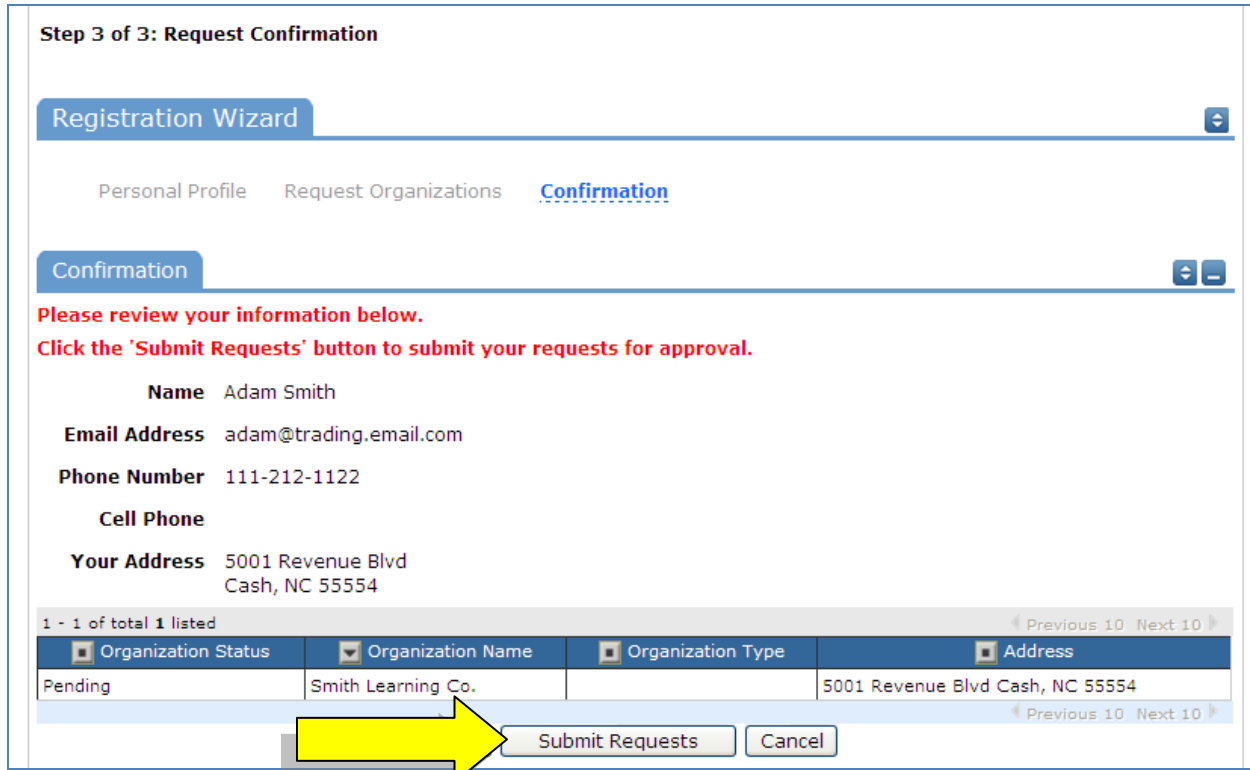 Step 3 of 3: Request Confirmation
Registration Wizard
Personal Profile Request Organizations Confirmation
Confirmation
Please review your information below.
Click the 'Submit Requests' button to submit your requests for approval.
Name Adam Smith
Email Address adam@trading.email.com
Phone Number 111-212-1122
Cell Phone
Your Address 5001 Revenue Blvd
Cash, NC 55554
1 - 1 of total 1 listed Previous 10 Next 10
Organization Status Organization Name Organization Type Address
Pending Smith Learning Co. 5001 Revenue Blvd Cash, NC 55554
Previous 10 Next 10
Submit Requests Cancel